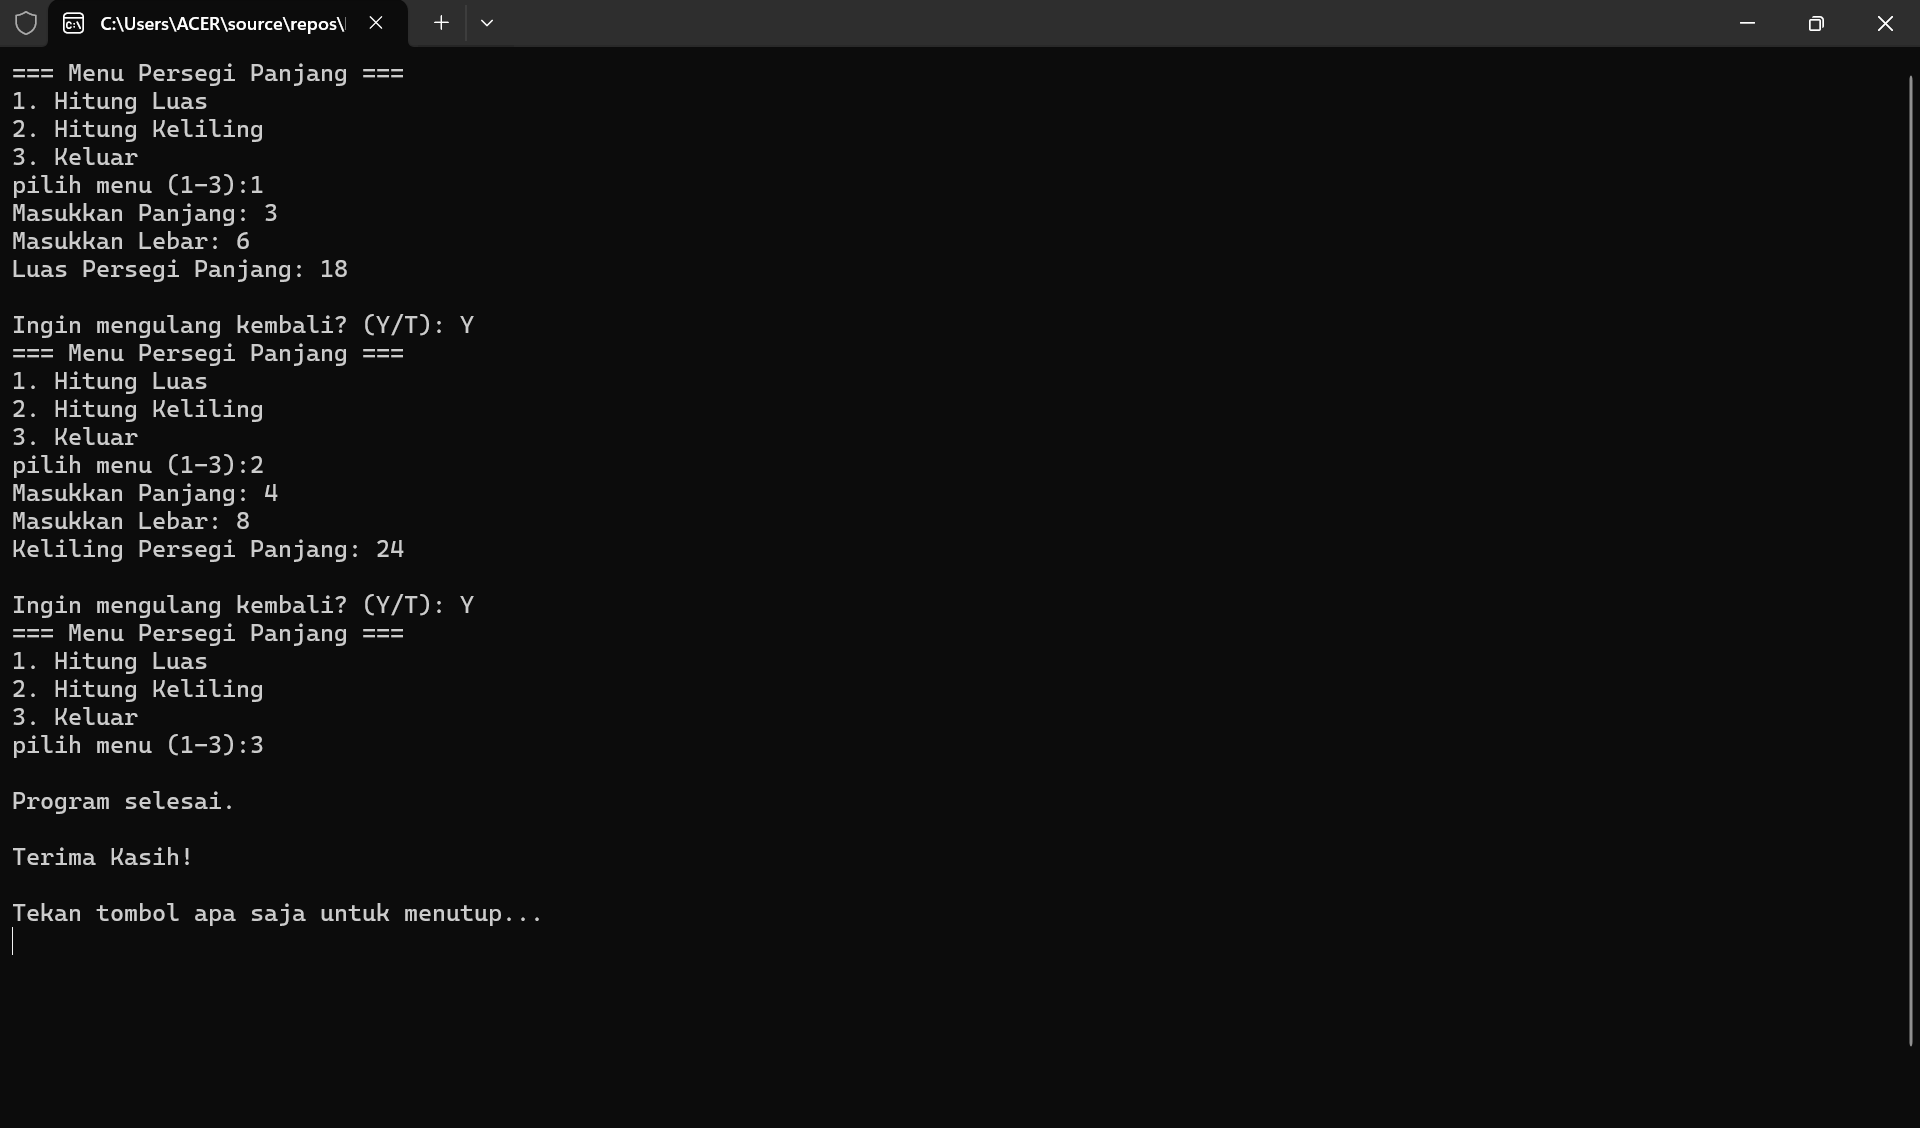 C:\Users\ACER\source\repos\
=== Menu Persegi Panjang ===
1. Hitung Luas
2. Hitung Keliling
3. Keluar
pilih menu (1-3):1
Masukkan Panjang: 3
Masukkan Lebar: 6
Luas Persegi Panjang: 18
Ingin mengulang kembali? (Y/T): Y
=== Menu Persegi Panjang ===
1. Hitung Luas
2. Hitung Keliling
3. Keluar
pilih menu (1-3):2
Masukkan Panjang: 4
Masukkan Lebar: 8
Keliling Persegi Panjang: 24
Ingin mengulang kembali? (Y/T): Y
=== Menu Persegi Panjang ===
1. Hitung Luas
2. Hitung Keliling
3. Keluar
pilih menu (1-3):3
Program selesai.
Terima Kasih!
Tekan tombol apa saja untuk menutup...